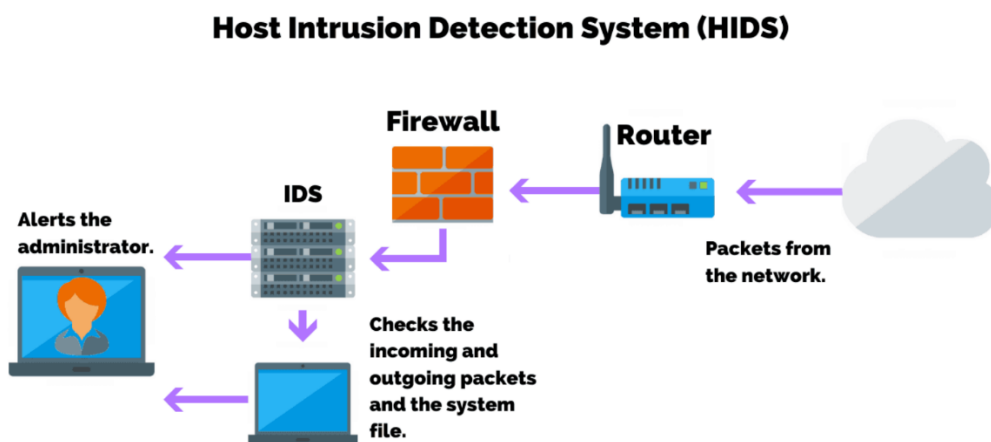 Host Intrusion Detection System (HIDS)
Firewall
Router
IDS
Alerts the
administrator.
Packets from
the network.
Checks the
incoming and
outgoing packets
and the system
file.